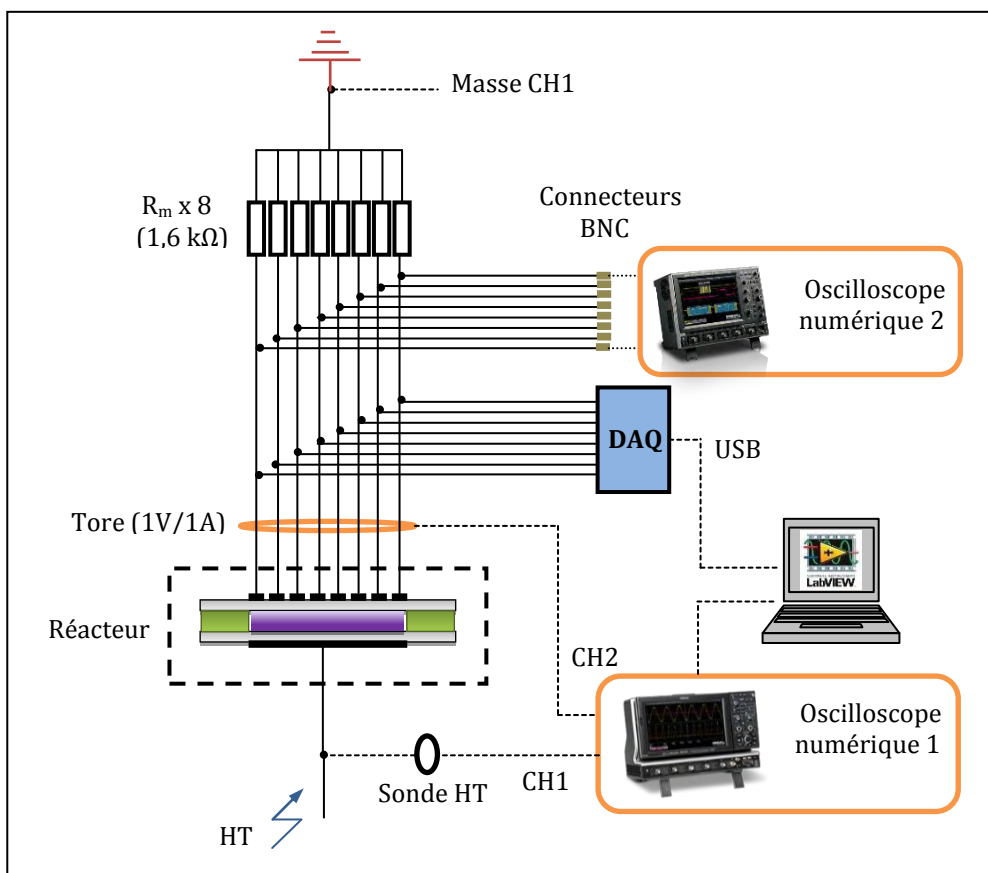 Masse CH1
Rm x 8
(1,6 kΩ)
Connecteurs
BNC
Oscilloscope
numérique 2
DAQ
USB
Tore (1V/1A)
LabVIEW
Réacteur
CH2
Oscilloscope
numérique 1
CH1
Sonde HT
HT